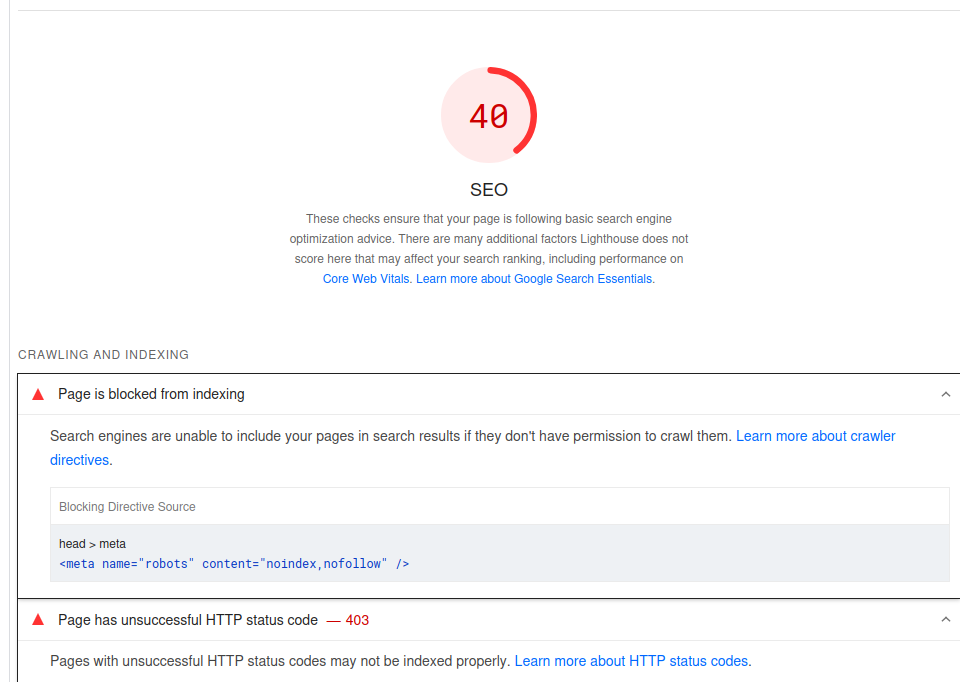 40
SEO
These checks ensure that your page is following basic search engine
optimization advice. There are many additional factors Lighthouse does not
score here that may affect your search ranking, including performance on
Core Web Vitals. Learn more about Google Search Essentials.
CRAWLING AND INDEXING
Page is blocked from indexing
Search engines are unable to include your pages in search results if they don't have permission to crawl them. Learn more about crawler
directives.
Blocking Directive Source
head > meta
<meta name="robots" content="noindex,nofollow" />
Page has unsuccessful HTTP status code — 403
Pages with unsuccessful HTTP status codes may not be indexed properly. Learn more about HTTP status codes.